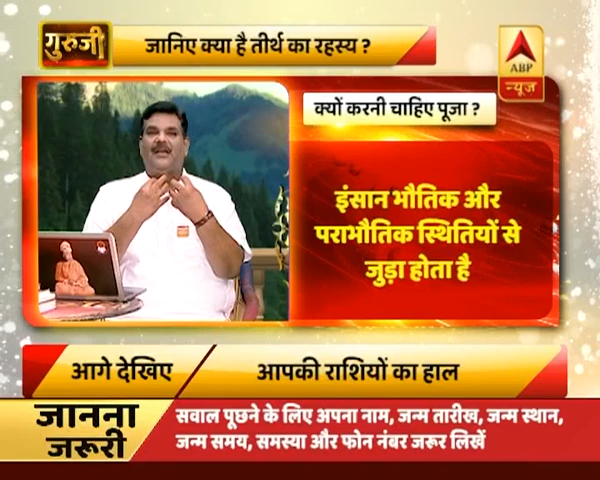 गुरुजी
जानिए क्या है तीर्थ का रहस्य ?
ABP
न्यूज़
क्यों करनी चाहिए पूजा ?
इंसान भौतिक और
पराभौतिक स्थितियों से
जुड़ा होता है
आगे देखिए
आपकी राशियों का हाल
जानना
जरूरी
सवाल पूछने के लिए अपना नाम, जन्म तारीख, जन्म स्थान,
जन्म समय, समस्या और फोन नंबर जरूर लिखें